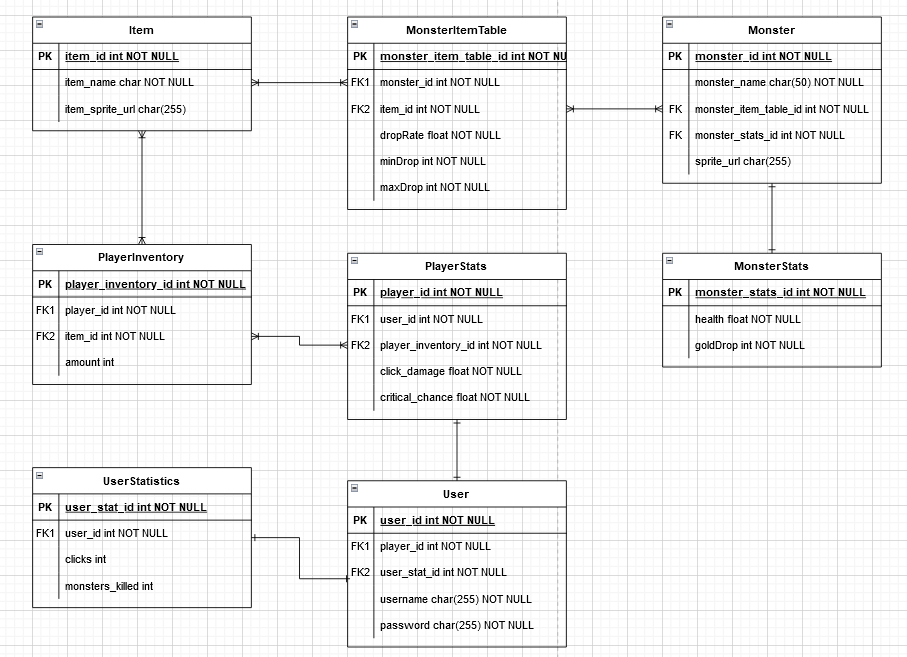 Item
PK item_id int NOT NULL
item_name char NOT NULL
item_sprite_url char(255)
MonsterItemTable
PK monster_item_table_id int NOT NU
FK1 monster_id int NOT NULL
FK2 item_id int NOT NULL
dropRate float NOT NULL
minDrop int NOT NULL
maxDrop int NOT NULL
Monster
PK monster_id int NOT NULL
monster_name char(50) NOT NULL
FK monster_item_table_id int NOT NULL
FK monster_stats_id int NOT NULL
sprite_url char(255)
PlayerInventory
PK player_inventory_id int NOT NULL
FK1 player_id int NOT NULL
FK2 item_id int NOT NULL
amount int
PlayerStats
PK player_id int NOT NULL
FK1 user_id int NOT NULL
FK2 player_inventory_id int NOT NULL
click_damage float NOT NULL
critical_chance float NOT NULL
MonsterStats
PK monster_stats_id int NOT NULL
health float NOT NULL
goldDrop int NOT NULL
UserStatistics
PK user_stat_id int NOT NULL
FK1 user_id int NOT NULL
clicks int
monsters_killed int
User
PK user_id int NOT NULL
FK1 player_id int NOT NULL
FK2 user_stat_id int NOT NULL
username char(255) NOT NULL
password char(255) NOT NULL